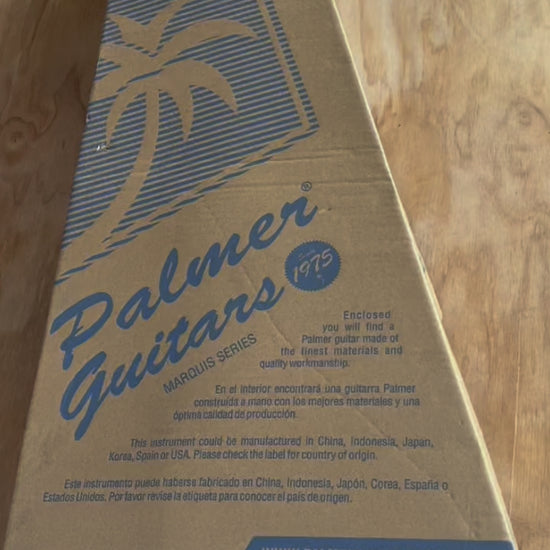 Palmer®
Guitars
Since
1975
MARQUIS SERIES
Enclosed
you will find a
Palmer guitar made of
the finest materials and
quality workmanship.
En el interior encontrará una guitarra Palmer
construida a mano con los mejores materiales y una
óptima calidad de producción.
This instrument could be manufactured in China, Indonesia, Japan,
Korea, Spain or USA. Please check the label for country of origin.
Este instrumento puede haberse fabricado en China, Indonesia, Japón, Corea, España o
Estados Unidos. Por favor revise la etiqueta para conocer el país de origen.